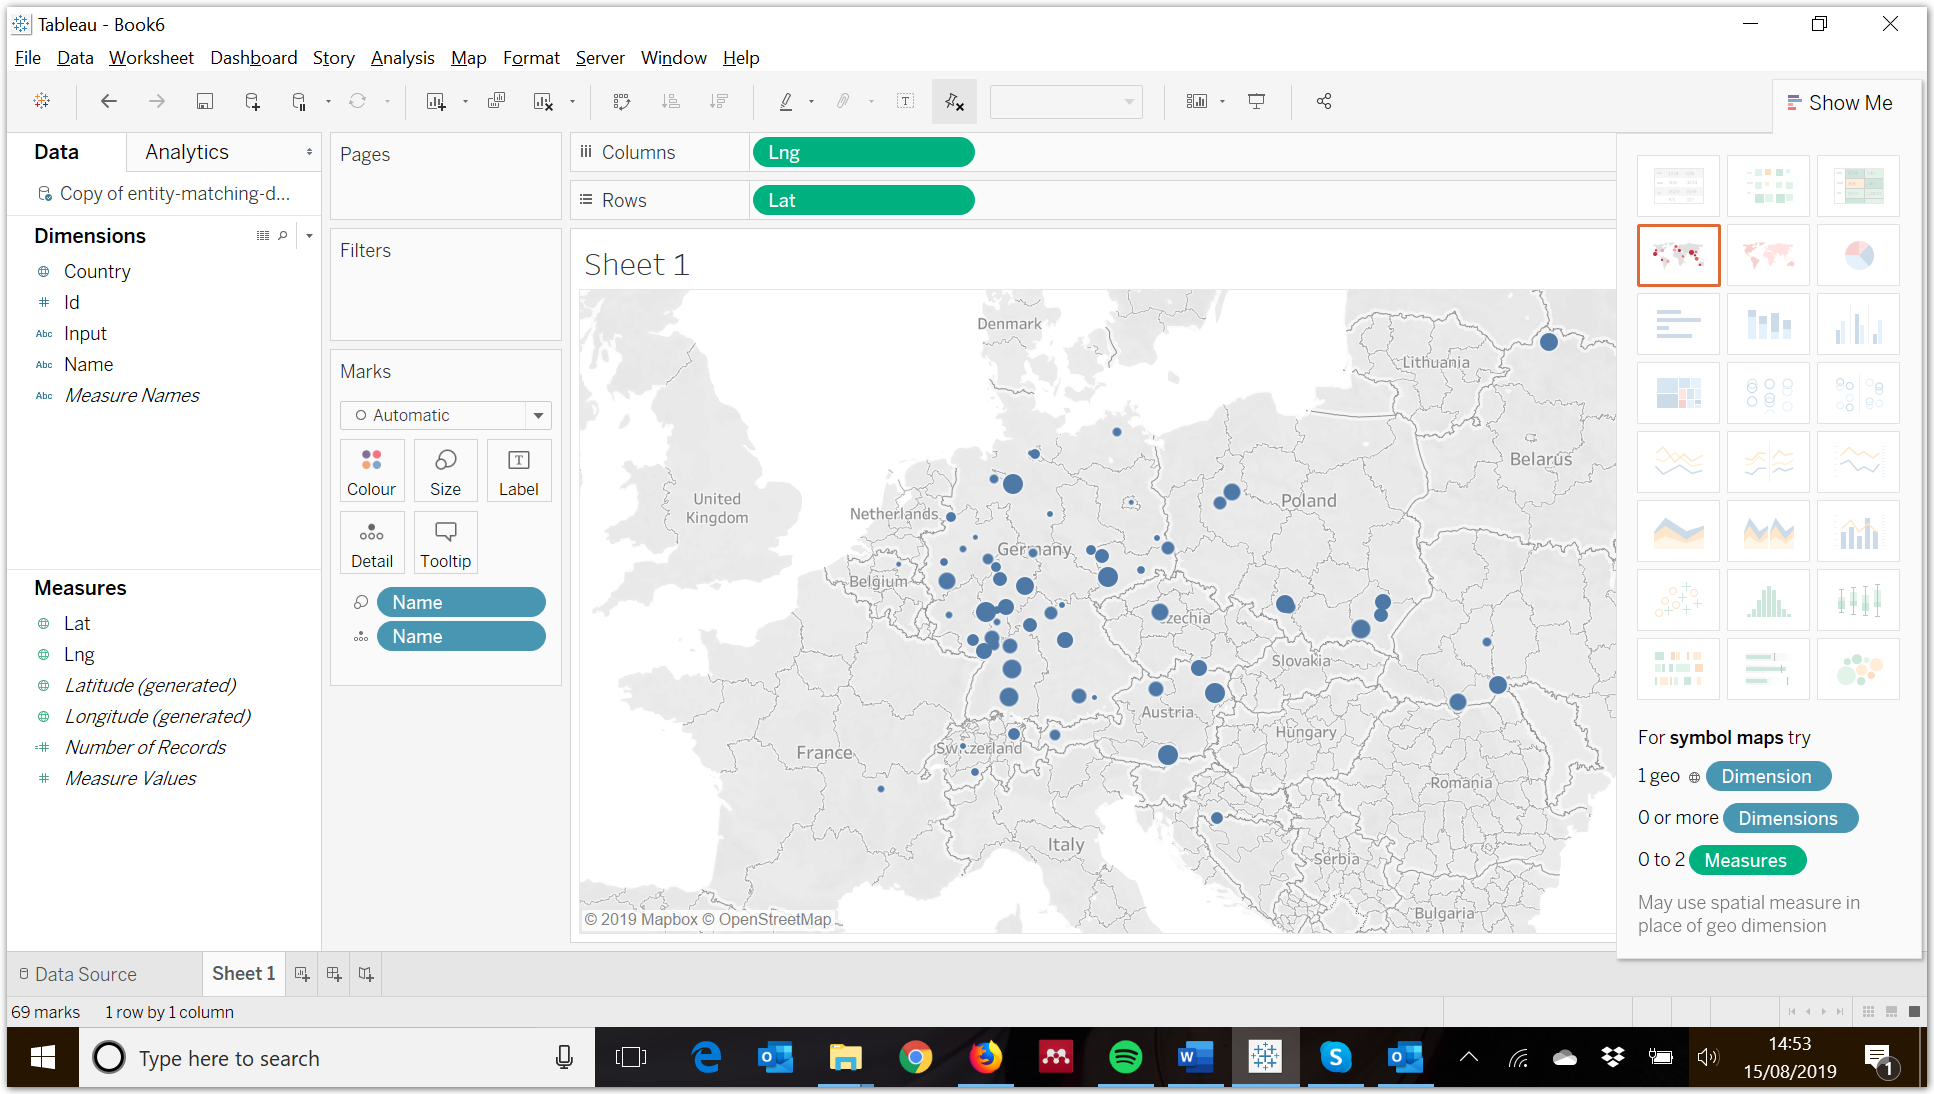 Tableau - Book6
File Data Worksheet Dashboard Story Analysis Map Format Server Window Help
Show Me
Data
Analytics
Copy of entity-matching-d...
Dimensions
Country
Id
Abc Input
Abc Name
Abc Measure Names
Measures
Lat
Lng
Latitude (generated)
Longitude (generated)
Number of Records
Measure Values
Pages
Filters
Marks
Automatic
Colour
Size
Label
Detail
Tooltip
Name
Name
Columns
Lng
Rows
Lat
Sheet 1
Denmark
Lithuania
Belarus
United
Kingdom
Netherlands
Poland
Germany
Belgium
Czechia
Slovakia
Austria
Hungary
France
Switzerland
Romania
Italy
Serbia
Bulgaria
© 2019 Mapbox © OpenStreetMap
For symbol maps try
1 geo Dimension
0 or more Dimensions
0 to 2 Measures
May use spatial measure in
place of geo dimension
Data Source
Sheet 1
69 marks
1 row by 1 column
Type here to search
14:53
15/08/2019
1